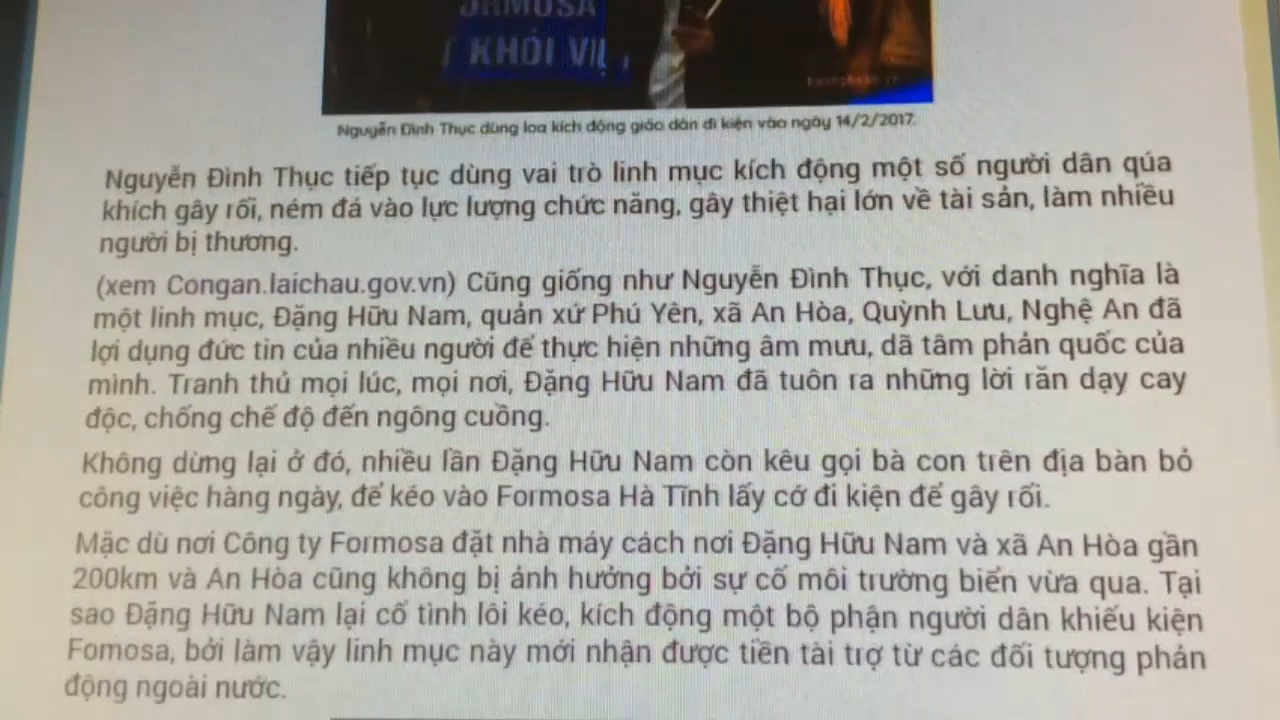 KHỎI VỤ
Nguyễn Đình Thục dùng loa kích động giáo dân đi kiện vào ngày 14/2/2017.
Nguyễn Đình Thục tiếp tục dùng vai trò linh mục kích động một số người dân qúa
khích gây rối, ném đá vào lực lượng chức năng, gây thiệt hại lớn về tài sản, làm nhiều
người bị thương.
(xem Congan.laichau.gov.vn) Cũng giống như Nguyễn Đình Thục, với danh nghĩa là
một linh mục, Đặng Hữu Nam, quản xứ Phú Yên, xã An Hòa, Quỳnh Lưu, Nghệ An đã
lợi dụng đức tin của nhiều người để thực hiện những âm mưu, dã tâm phản quốc của
mình. Tranh thủ mọi lúc, mọi nơi, Đặng Hữu Nam đã tuôn ra những lời răn dạy cay
độc, chống chế độ đến ngông cuồng.
Không dừng lại ở đó, nhiều lần Đặng Hữu Nam còn kêu gọi bà con trên địa bàn bỏ
công việc hàng ngày, để kéo vào Formosa Hà Tĩnh lấy cớ đi kiện để gây rối.
Mặc dù nơi Công ty Formosa đặt nhà máy cách nơi Đặng Hữu Nam và xã An Hòa gần
200km và An Hòa cũng không bị ảnh hưởng bởi sự cố môi trường biển vừa qua. Tại
sao Đặng Hữu Nam lại cố tình lôi kéo, kích động một bộ phận người dân khiếu kiện
Fomosa, bởi làm vậy linh mục này mới nhận được tiền tài trợ từ các đối tượng phản
động ngoài nước.